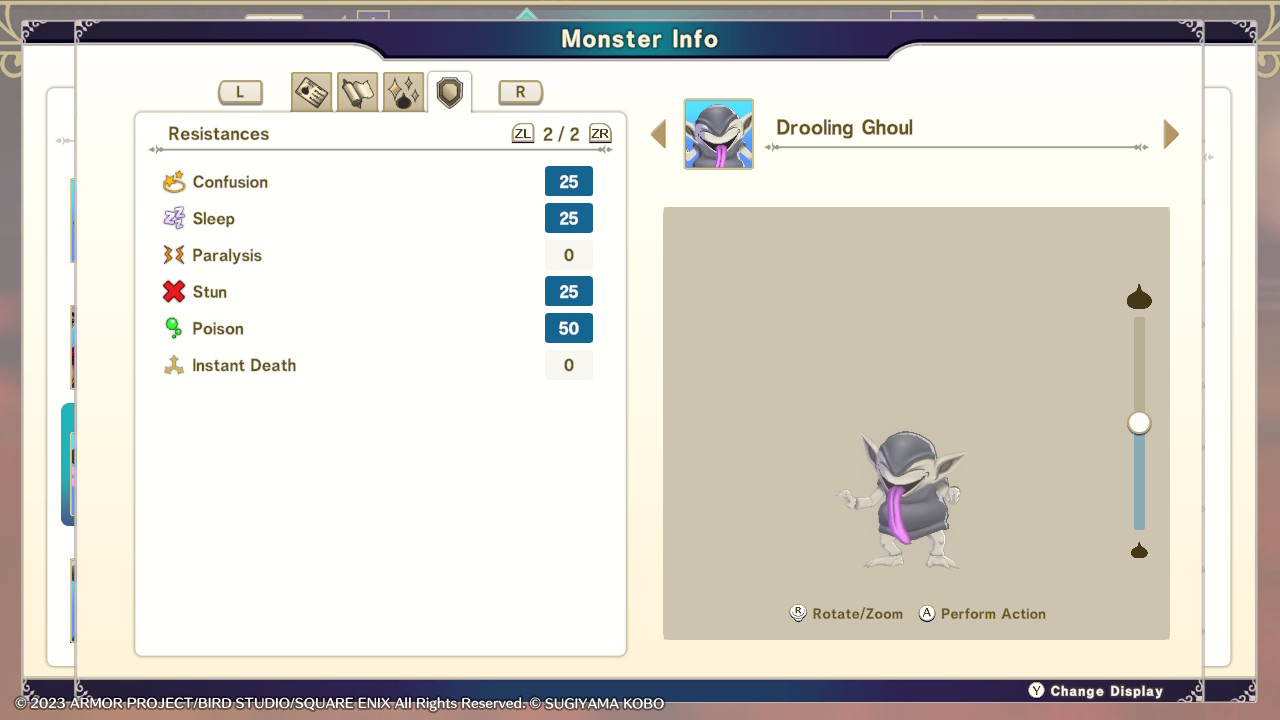 Monster Info
L
R
Resistances
ZL 2 / 2 ZR
Confusion 25
Sleep 25
Paralysis 0
Stun 25
Poison 50
Instant Death 0
Drooling Ghoul
R Rotate/Zoom A Perform Action
Y Change Display
© 2023 ARMOR PROJECT/BIRD STUDIO/SQUARE ENIX All Rights Reserved. © SUGIYAMA KOBO